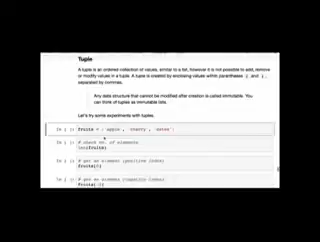 Tuple
A tuple is an ordered collection of values, similar to a list, however it is not possible to add, remove
or modify values in a tuple. A tuple is created by enclosing values within parantheses ( and ),
separated by commas.
Any data structure that cannot be modified after creation is called immutable. You
can think of tuples as immutable lists.
Let's try some experiments with tuples.
In [ ]: fruits = ('apple', 'cherry', 'dates')
In [ ]: # check no. of elements
len(fruits)
In [ ]: # get an element (positive index)
fruits[0]
In [ ]: # get an element (negative index)
fruits[-2]